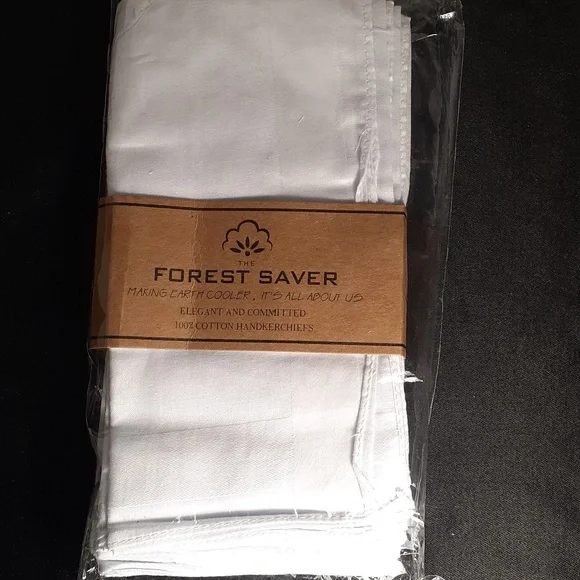 THE
FOREST SAVER
MAKING EARTH COOLER, IT'S ALL ABOUT US
ELEGANT AND COMMITTED
100% COTTON HANDKERCHIEFS